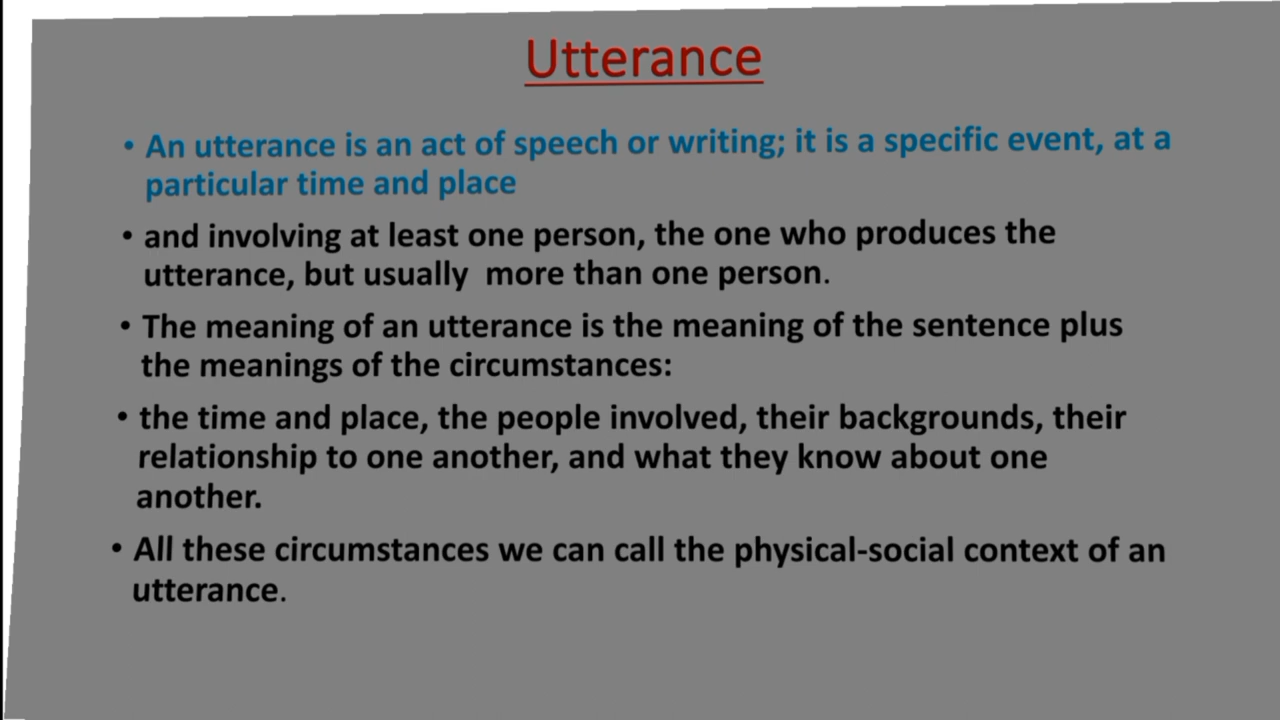 Utterance
• An utterance is an act of speech or writing; it is a specific event, at a
particular time and place
• and involving at least one person, the one who produces the
utterance, but usually  more than one person.
• The meaning of an utterance is the meaning of the sentence plus
the meanings of the circumstances:
• the time and place, the people involved, their backgrounds, their
relationship to one another, and what they know about one
another.
• All these circumstances we can call the physical-social context of an
utterance.